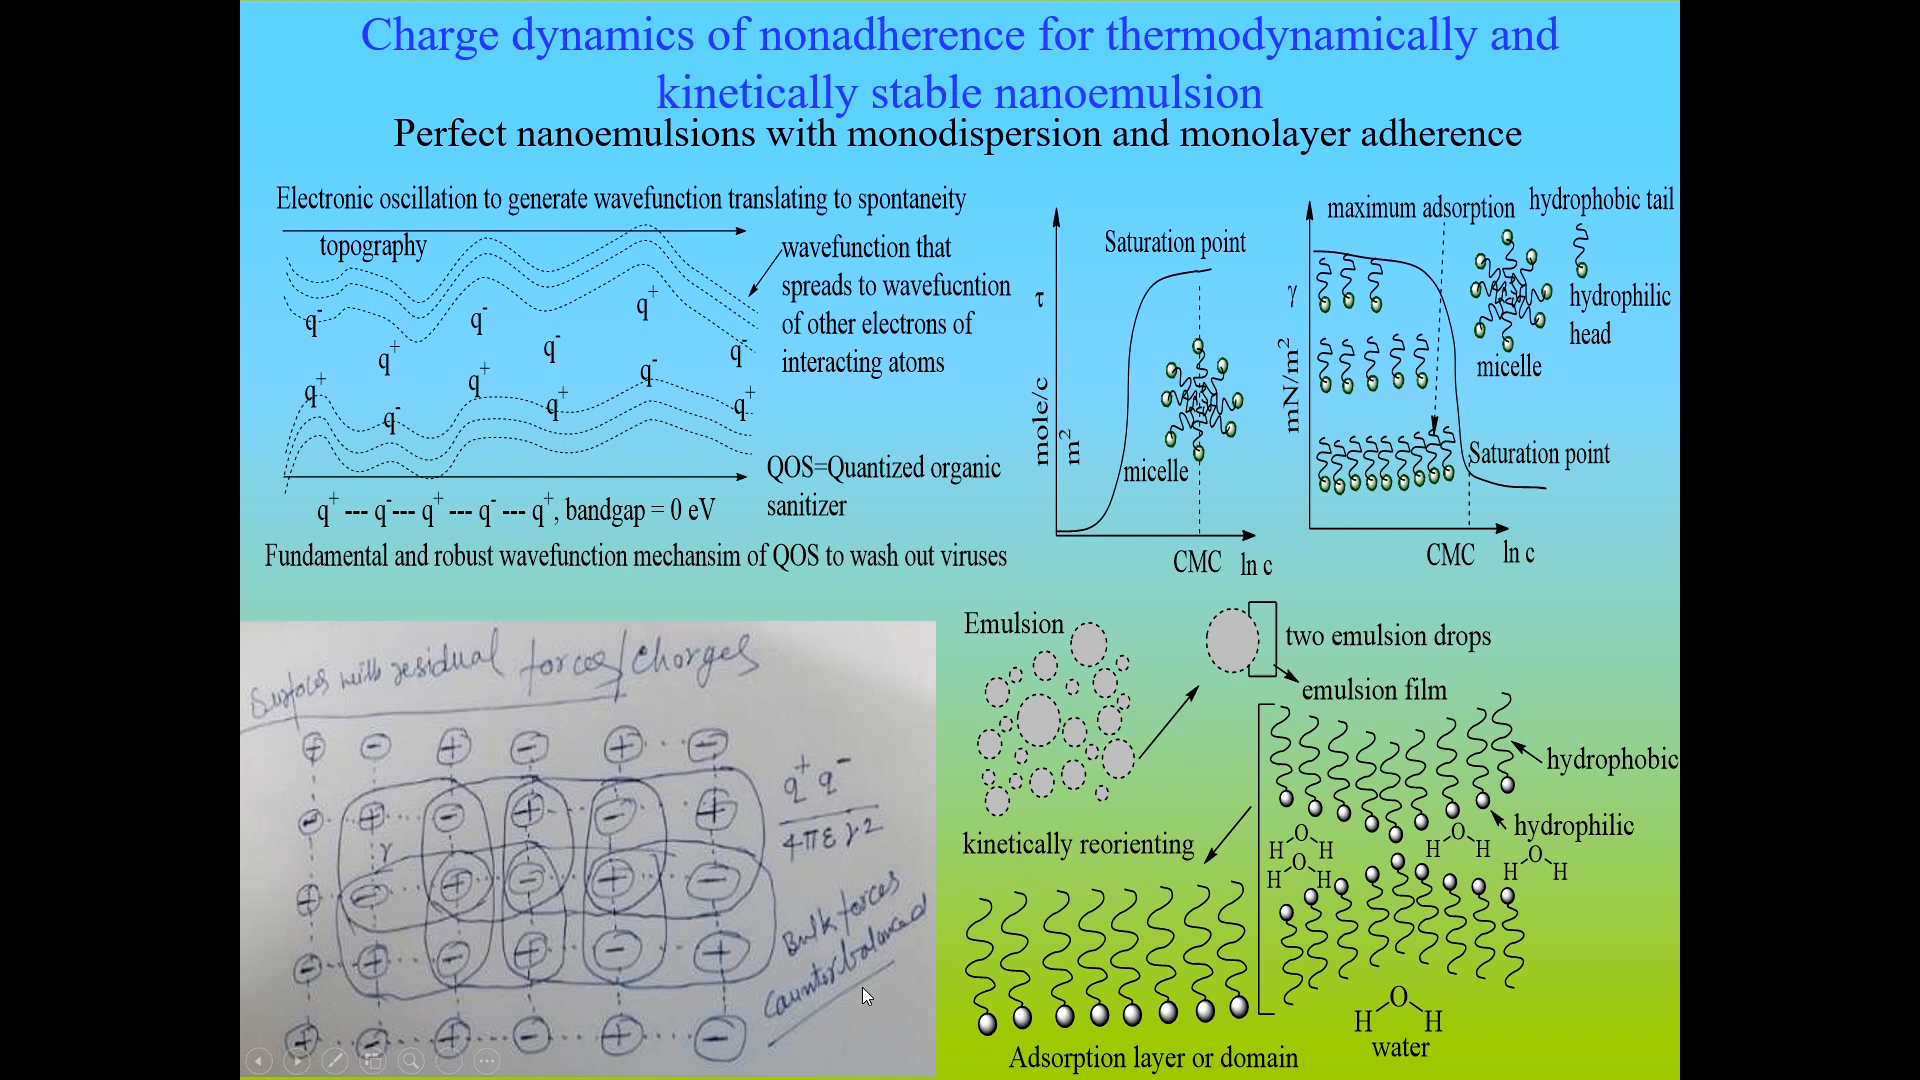 Charge dynamics of nonadherence for thermodynamically and
kinetically stable nanoemulsion
Perfect nanoemulsions with monodispersion and monolayer adherence
Electronic oscillation to generate wavefunction translating to spontaneity
topography
wavefunction that
spreads to wavefucntion
of other electrons of
interacting atoms
q- q+ q- q- q+ q-
q+ q- q+ q+ q- q+
QOS=Quantized organic
sanitizer
q+ --- q- --- q+ --- q- --- q+, bandgap = 0 eV
Fundamental and robust wavefunction mechansim of QOS to wash out viruses
Saturation point
τ
mole/c
m2
micelle
CMC
ln c
maximum adsorption
hydrophobic tail
γ
mN/m2
hydrophilic
head
micelle
Saturation point
CMC
ln c
Surfaces with residual forces/charges
+ - + - + -
- + - + - +
r
+ - + - + -
- + - + - +
+ - + - + -
q+ q-
4πε r2
Bulk forces
Counterbalanced
Emulsion
two emulsion drops
emulsion film
kinetically reorienting
hydrophobic
hydrophilic
O
H H
O
H H
O
H H
O
H H
O
H H
water
Adsorption layer or domain